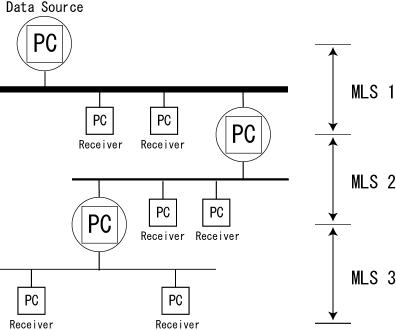 Data Source
PC
MLS 1
PC
PC
PC
Receiver
Receiver
MLS 2
PC
PC
PC
Receiver
Receiver
MLS 3
PC
PC
Receiver
Receiver